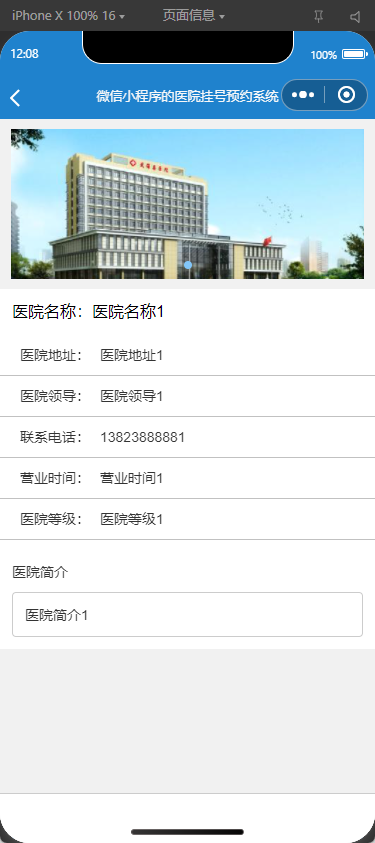 iPhone X 100% 16
页面信息
12:08
100%
微信小程序的医院挂号预约系统
医院名称：医院名称1
医院地址： 医院地址1
医院领导： 医院领导1
联系电话： 13823888881
营业时间： 营业时间1
医院等级： 医院等级1
医院简介
医院简介1